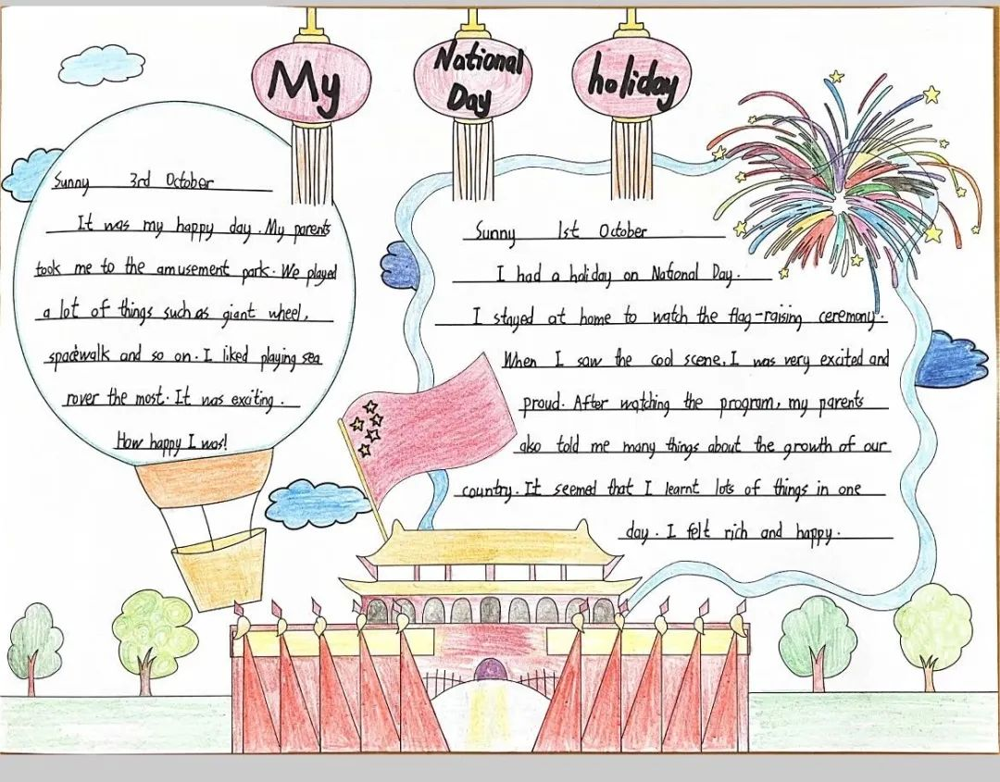 My
National
Day
holiday
Sunny 3rd October
It was my happy day. My parents
took me to the amusement park. We played
a lot of things such as giant wheel,
spacewalk and so on. I liked playing sea
rover the most. It was exciting.
How happy I was!
Sunny 1st October
I had a holiday on National Day.
I stayed at home to watch the flag-raising ceremony.
When I saw the cool scene, I was very excited and
proud. After watching the program, my parents
also told me many things about the growth of our
country. It seemed that I learnt lots of things in one
day. I felt rich and happy.